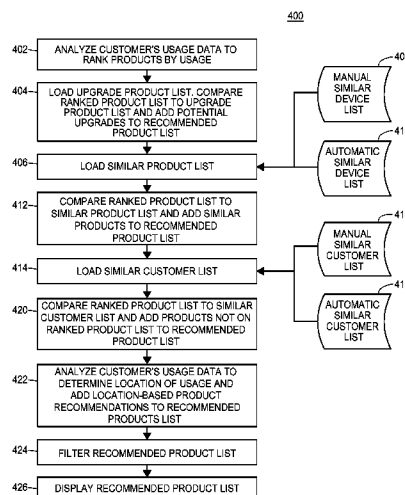 400
402
ANALYZE CUSTOMER'S USAGE DATA TO
RANK PRODUCTS BY USAGE
404
LOAD UPGRADE PRODUCT LIST. COMPARE
RANKED PRODUCT LIST TO UPGRADE
PRODUCT LIST AND ADD POTENTIAL
UPGRADES TO RECOMMENDED
PRODUCT LIST
40
MANUAL
SIMILAR
DEVICE
LIST
406
LOAD SIMILAR PRODUCT LIST
41
AUTOMATIC
SIMILAR
DEVICE
LIST
412
COMPARE RANKED PRODUCT LIST TO
SIMILAR PRODUCT LIST AND ADD SIMILAR
PRODUCTS TO RECOMMENDED
PRODUCT LIST
41
MANUAL
SIMILAR
CUSTOMER
LIST
414
LOAD SIMILAR CUSTOMER LIST
41
AUTOMATIC
SIMILAR
CUSTOMER
LIST
420
COMPARE RANKED PRODUCT LIST TO SIMILAR
CUSTOMER LIST AND ADD PRODUCTS NOT ON
RANKED PRODUCT LIST TO RECOMMENDED
PRODUCT LIST
422
ANALYZE CUSTOMER'S USAGE DATA TO
DETERMINE LOCATION OF USAGE AND
ADD LOCATION-BASED PRODUCT
RECOMMENDATIONS TO RECOMMENDED
PRODUCTS LIST
424
FILTER RECOMMENDED PRODUCT LIST
426
DISPLAY RECOMMENDED PRODUCT LIST